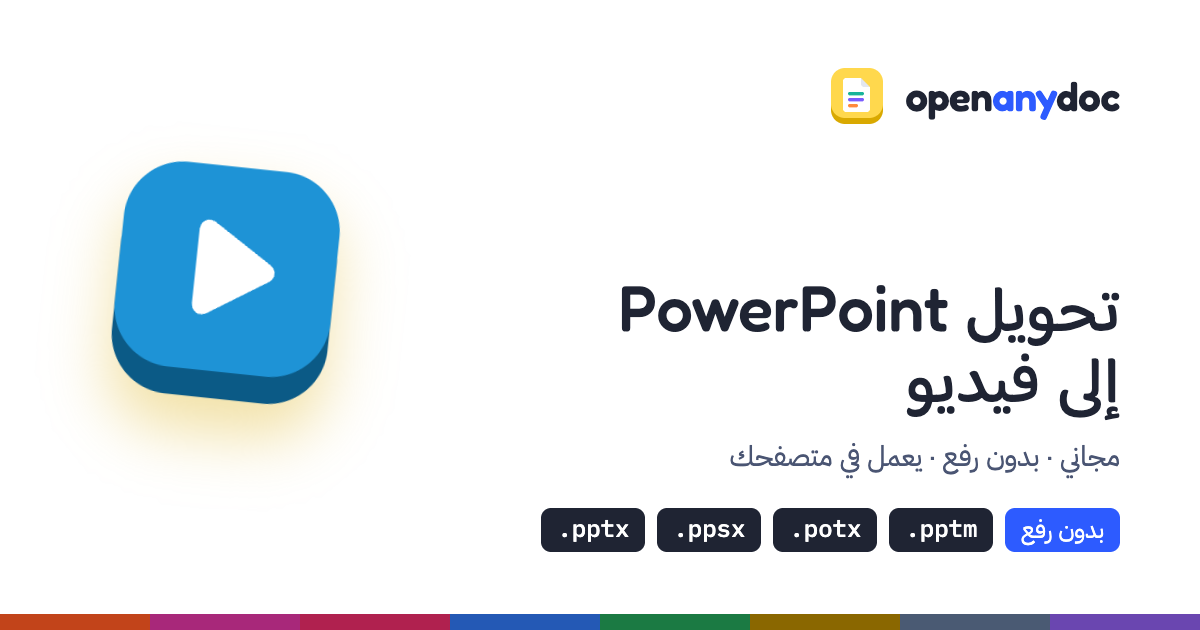 openanydoc
تحويل PowerPoint
إلى فيديو
مجاني · بدون رفع · يعمل في متصفحك
بدون رفع .pptm .potx .ppsx .pptx